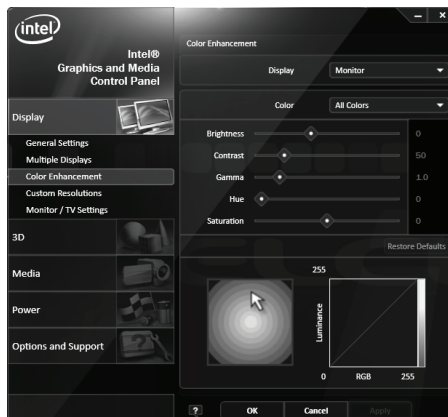 intel
Intel®
Graphics and Media
Control Panel
Display
General Settings
Multiple Displays
Color Enhancement
Custom Resolutions
Monitor / TV Settings
3D
Media
Power
Options and Support
Color Enhancement
Display Monitor
Color All Colors
Brightness 0
Contrast 50
Gamma 1.0
Hue 0
Saturation 0
Restore Defaults
255
Luminance
0 RGB 255
? OK Cancel Apply